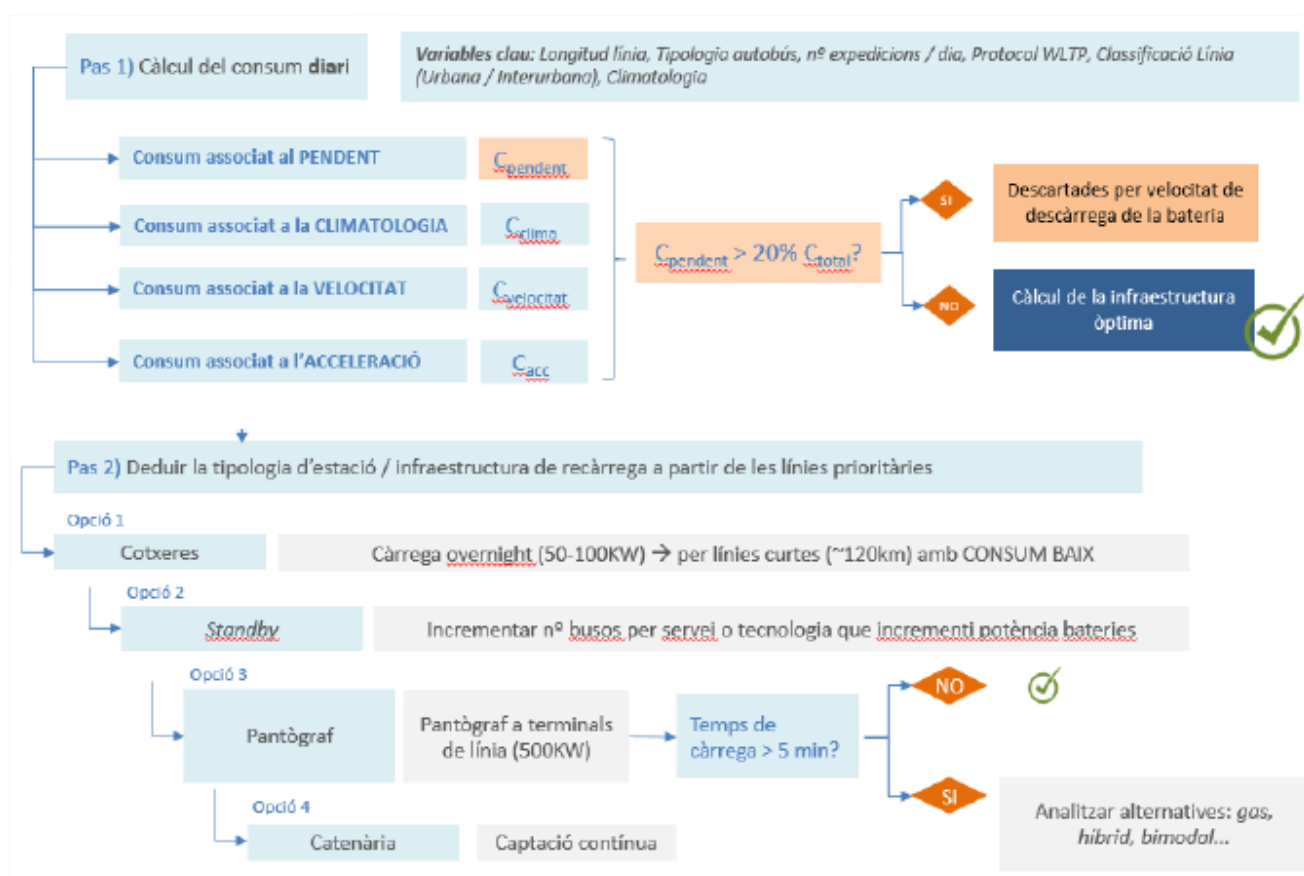 Pas 1) Càlcul del consum diari
Variables clau: Longitud línia, Tipologia autobús, nº expedicions / dia, Protocol WLTP, Classificació Línia
(Urbana / Interurbana), Climatologia
Consum associat al PENDENT
Cpendent
Consum associat a la CLIMATOLOGIA
Cclima
Consum associat a la VELOCITAT
Cvelocitat
Consum associat a l'ACCELERACIÓ
Cacc
Cpendent > 20% Ctotal?
SI
Descartades per velocitat de
descàrrega de la bateria
NO
Càlcul de la infraestructura
òptima
Pas 2) Deduir la tipologia d'estació / infraestructura de recàrrega a partir de les línies prioritàries
Opció 1
Cotxeres
Càrrega overnight (50-100KW) → per línies curtes (~120km) amb CONSUM BAIX
Opció 2
Standby
Incrementar nº busos per servei o tecnologia que incrementi potència bateries
Opció 3
Pantògraf
Pantògraf a terminals
de línia (500KW)
Temps de
càrrega > 5 min?
NO
SI
Analitzar alternatives: gas,
híbrid, bimodal...
Opció 4
Catenària
Captació contínua